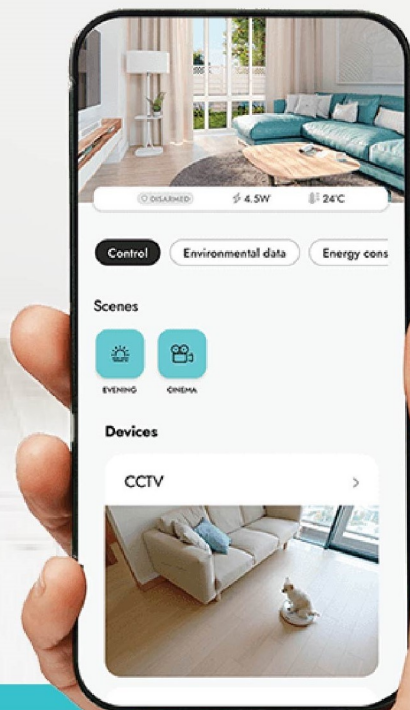 DISARMED 4.5W 24°C
Control Environmental data Energy cons
Scenes
EVENING CINEMA
Devices
CCTV